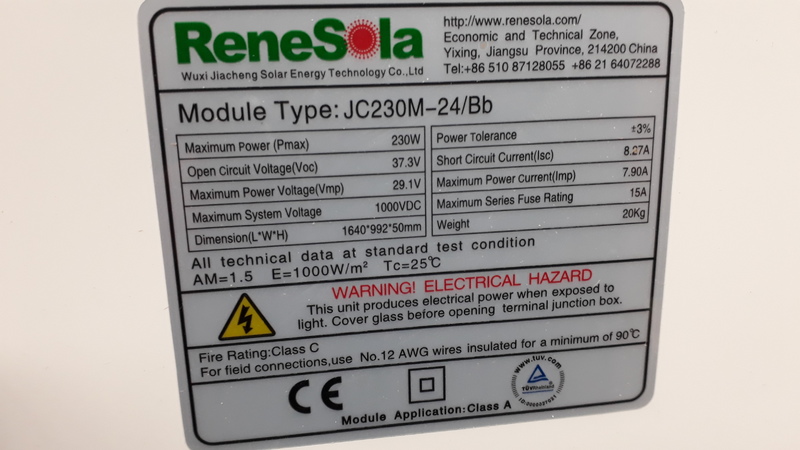 ReneSola
Wuxi Jiacheng Solar Energy Technology Co.,Ltd
http://www.renesola.com/
Economic and Technical Zone,
Yixing, Jiangsu Province, 214200 China
Tel:+86 510 87128055 +86 21 64072288
Module Type: JC230M-24/Bb
Maximum Power (Pmax) 230W
Open Circuit Voltage(Voc) 37.3V
Maximum Power Voltage(Vmp) 29.1V
Maximum System Voltage 1000VDC
Dimension(L*W*H) 1640*992*50mm
Power Tolerance ±3%
Short Circuit Current(Isc) 8.27A
Maximum Power Current(Imp) 7.90A
Maximum Series Fuse Rating 15A
Weight 20Kg
All technical data at standard test condition
AM=1.5 E=1000W/m² Tc=25℃
WARNING! ELECTRICAL HAZARD
This unit produces electrical power when exposed to
light. Cover glass before opening terminal junction box.
Fire Rating:Class C
For field connections,use No.12 AWG wires insulated for a minimum of 90℃
CE
www.tuv.com
TÜVRheinland
Module Application:Class A